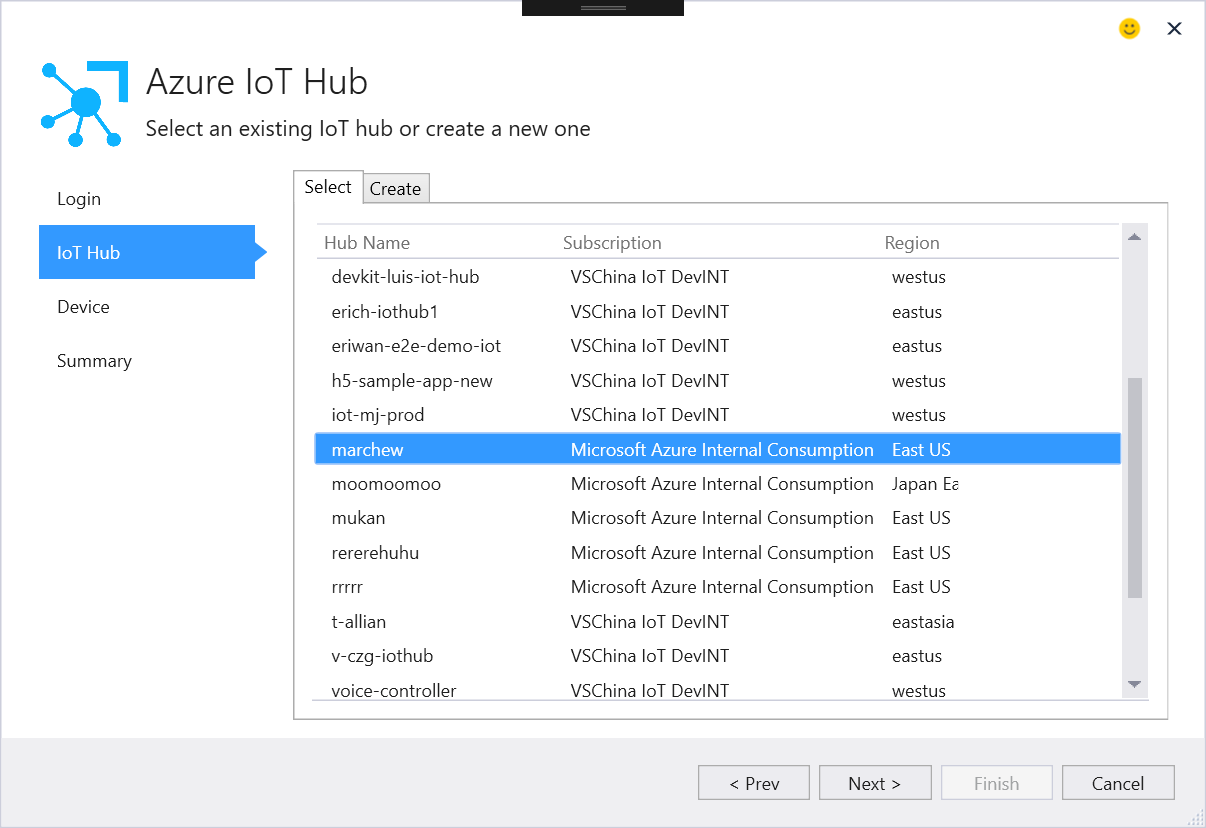 Azure IoT Hub
Select an existing IoT hub or create a new one
Login
IoT Hub
Device
Summary
Select Create
Hub Name Subscription Region
devkit-luis-iot-hub VSChina IoT DevINT westus
erich-iothub1 VSChina IoT DevINT eastus
eriwan-e2e-demo-iot VSChina IoT DevINT eastus
h5-sample-app-new VSChina IoT DevINT westus
iot-mj-prod VSChina IoT DevINT westus
marchew Microsoft Azure Internal Consumption East US
moomoomoo Microsoft Azure Internal Consumption Japan Ea
mukan Microsoft Azure Internal Consumption East US
rererehuhu Microsoft Azure Internal Consumption East US
rrrrr Microsoft Azure Internal Consumption East US
t-allian VSChina IoT DevINT eastasia
v-czg-iothub VSChina IoT DevINT eastus
voice-controller VSChina IoT DevINT westus
< Prev Next > Finish Cancel